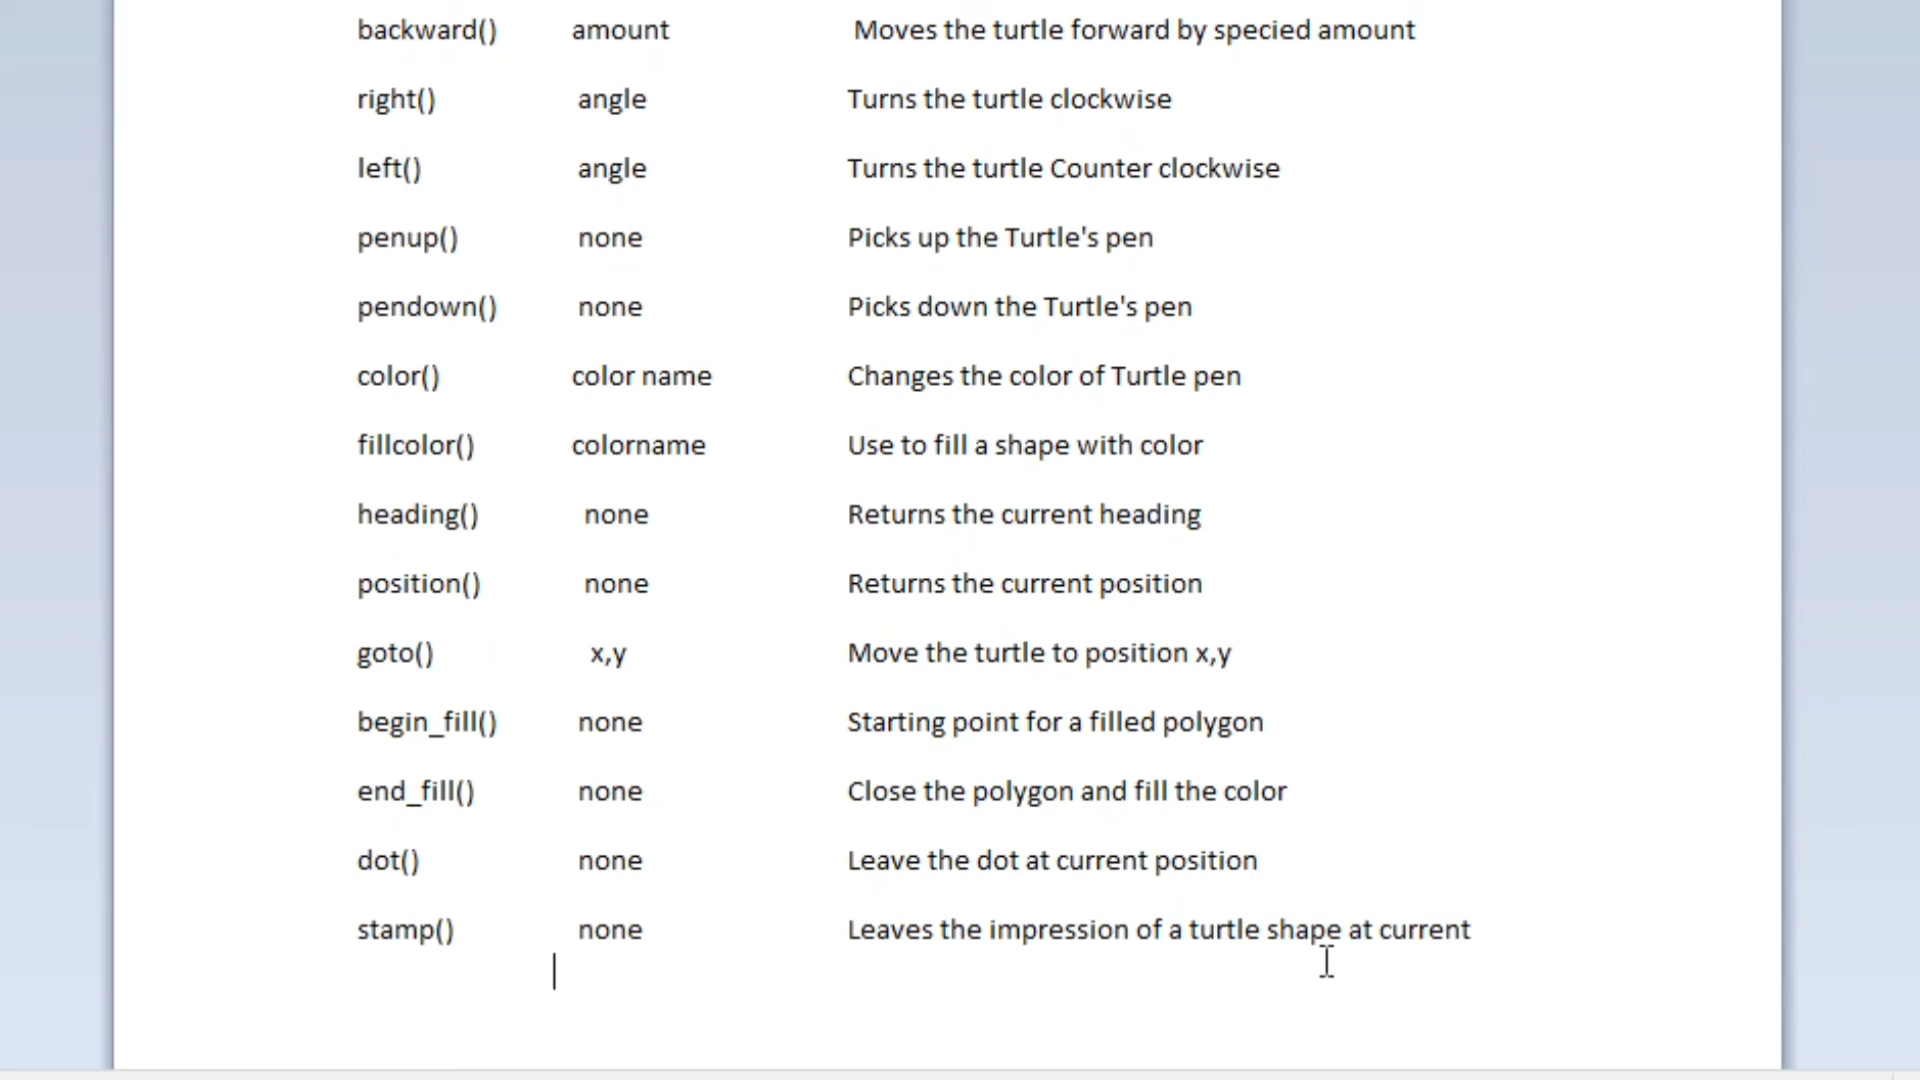 backward() amount Moves the turtle forward by specied amount
right() angle Turns the turtle clockwise
left() angle Turns the turtle Counter clockwise
penup() none Picks up the Turtle's pen
pendown() none Picks down the Turtle's pen
color() color name Changes the color of Turtle pen
fillcolor() colorname Use to fill a shape with color
heading() none Returns the current heading
position() none Returns the current position
goto() x,y Move the turtle to position x,y
begin_fill() none Starting point for a filled polygon
end_fill() none Close the polygon and fill the color
dot() none Leave the dot at current position
stamp() none Leaves the impression of a turtle shape at current